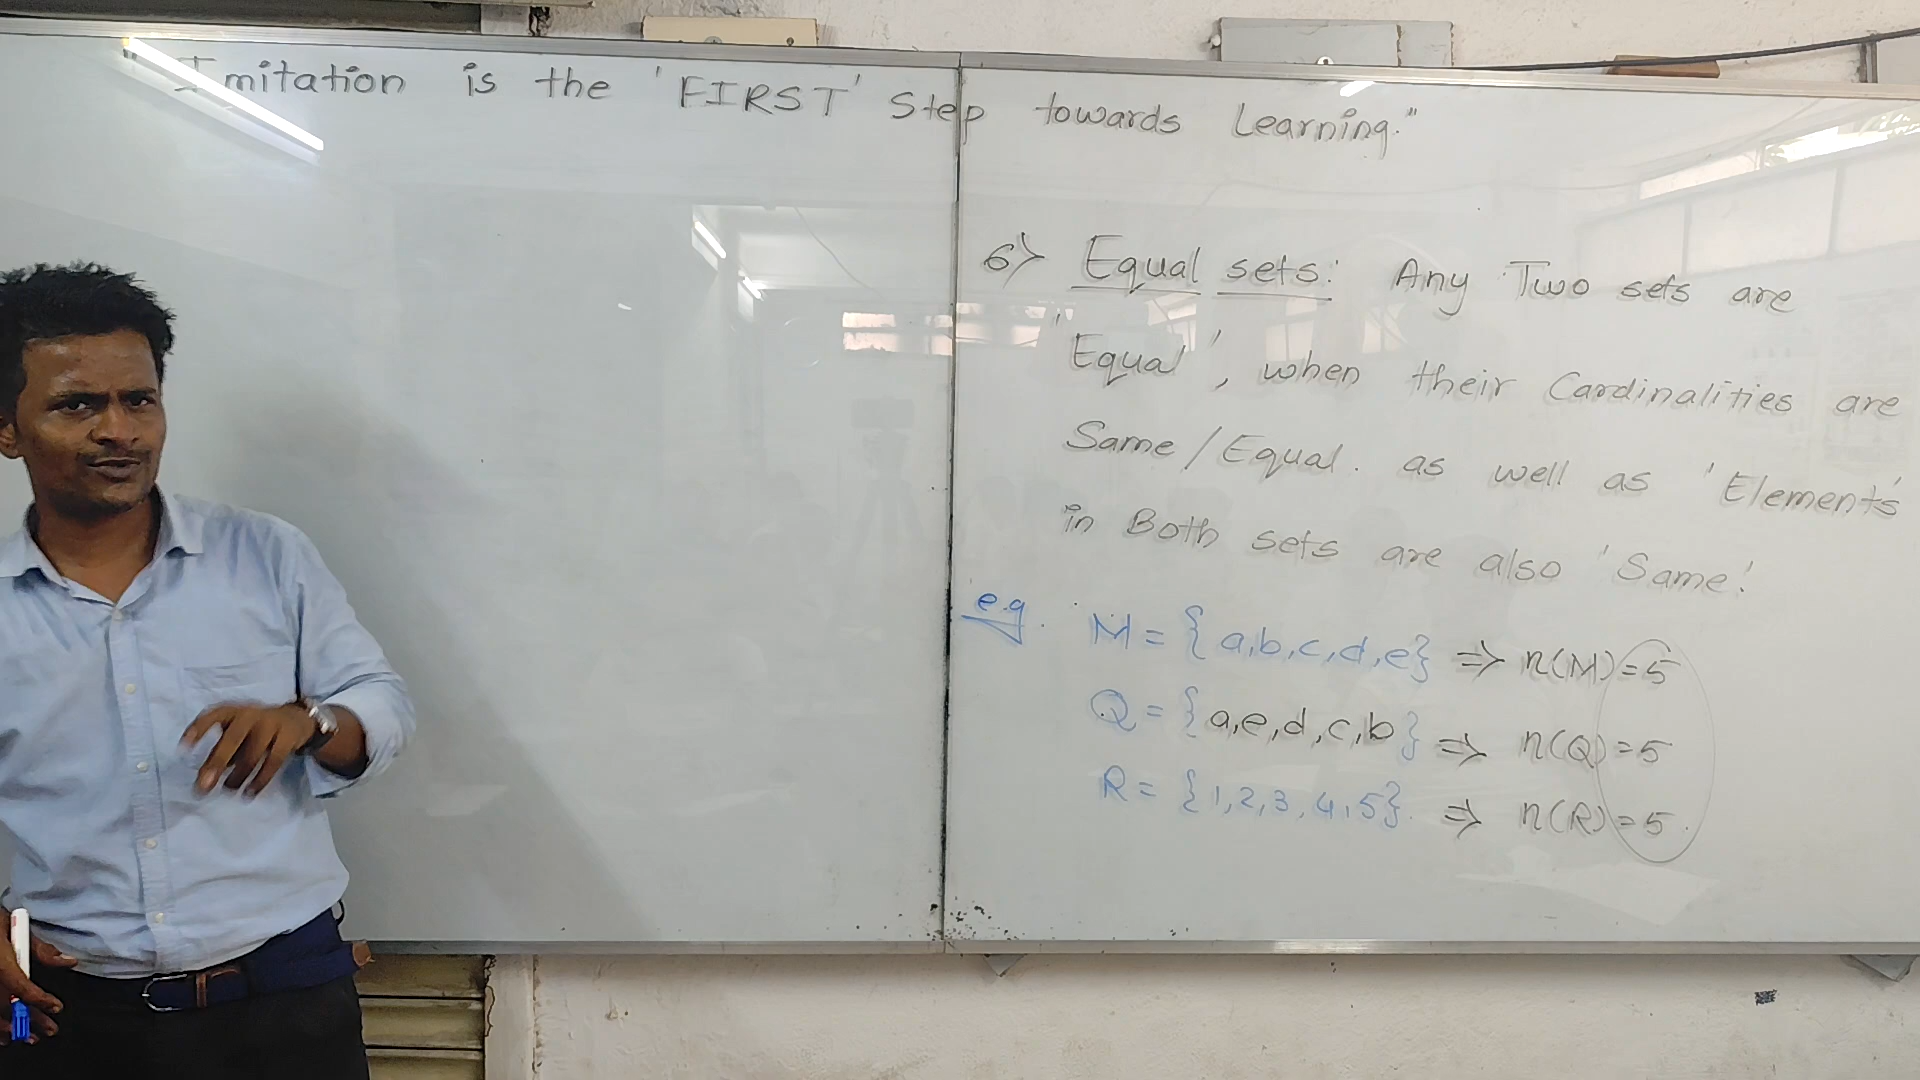 "Imitation is the 'FIRST' Step towards Learning."
6> Equal sets: Any Two sets are
'Equal', when their Cardinalities are
Same/Equal. as well as 'Elements'
in Both sets are also 'Same'.
e.g. M = {a,b,c,d,e} => n(M)=5
Q = {a,e,d,c,b} => n(Q)=5
R = {1,2,3,4,5}. => n(R)=5.